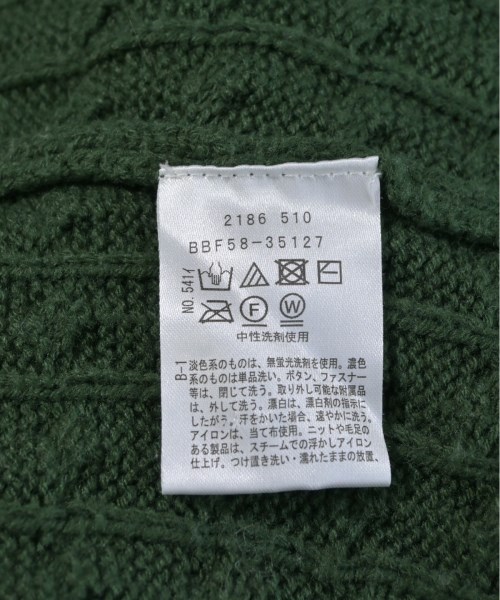 2186 510
BBF58-35127
NO.541イ
F W
中性洗剤使用
B-1
淡色系のものは、無蛍光洗剤を使用。濃色
系のものは単品洗い。ボタン、ファスナー
等は、閉じて洗う。取り外し可能な附属品
は、外して洗う。漂白は、漂白剤の指示に
したがう。汗をかいた場合、速やかに洗う。
アイロンは、当て布使用。ニットや毛足の
ある製品は、スチームでの浮かしアイロン
仕上げ。つけ置き洗い・濡れたままの放置、